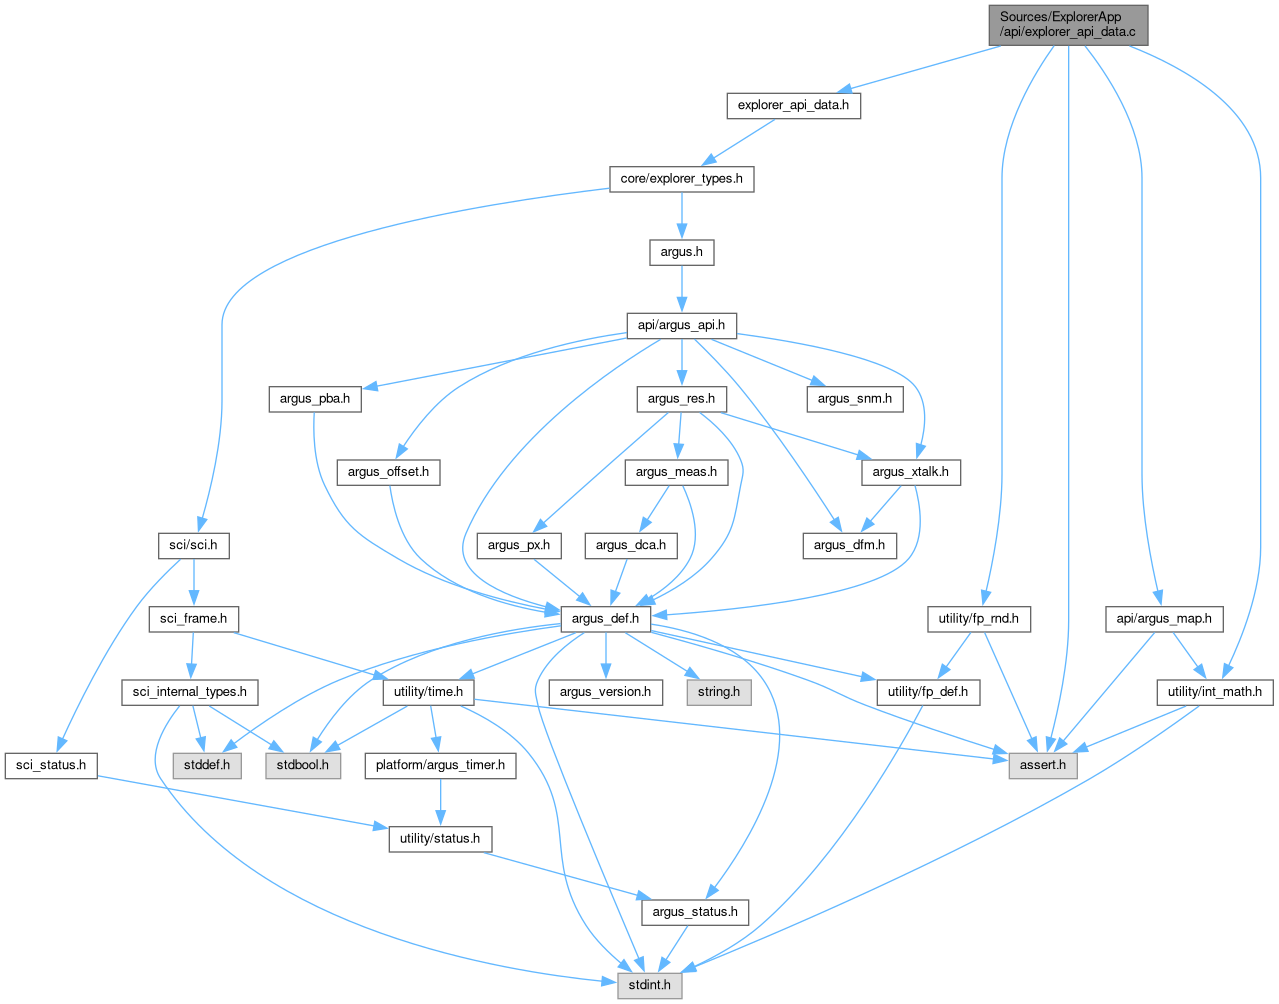 Sources/ExplorerApp
/api/explorer_api_data.c
explorer_api_data.h
core/explorer_types.h
argus.h
api/argus_api.h
argus_pba.h
argus_res.h
argus_snm.h
argus_offset.h
argus_meas.h
argus_xtalk.h
sci/sci.h
argus_px.h
argus_dca.h
argus_dfm.h
sci_frame.h
argus_def.h
utility/fp_rnd.h
api/argus_map.h
sci_internal_types.h
utility/time.h
argus_version.h
string.h
utility/fp_def.h
utility/int_math.h
sci_status.h
stddef.h
stdbool.h
platform/argus_timer.h
assert.h
utility/status.h
argus_status.h
stdint.h